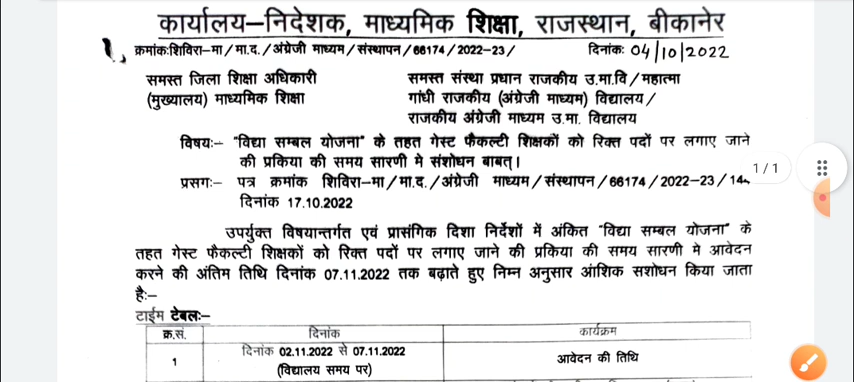 कार्यालय–निदेशक, माध्यमिक शिक्षा, राजस्थान, बीकानेर
क्रमांक:शिविरा–मा/मा.द./अंग्रेजी माध्यम/संस्थापन/66174/2022–23/ दिनांक: 04/10/2022
समस्त जिला शिक्षा अधिकारी
(मुख्यालय) माध्यमिक शिक्षा
समस्त संस्था प्रधान राजकीय उ.मा.वि/महात्मा
गांधी राजकीय (अंग्रेजी माध्यम) विद्यालय/
राजकीय अंग्रेजी माध्यम उ.मा. विद्यालय
विषय:– "विद्या सम्बल योजना" के तहत गेस्ट फैकल्टी शिक्षकों को रिक्त पदों पर लगाए जाने
की प्रकिया की समय सारणी मे संशोधन बाबत्।
1/1
प्रसग:– पत्र क्रमांक शिविरा–मा/मा.द./अंग्रेजी माध्यम/संस्थापन/66174/2022–23/
दिनांक 17.10.2022
उपर्युक्त विषयान्तर्गत एवं प्रासंगिक दिशा निर्देशों में अंकित "विद्या सम्बल योजना" के
तहत गेस्ट फैकल्टी शिक्षकों को रिक्त पदों पर लगाए जाने की प्रकिया की समय सारणी मे आवेदन
करने की अंतिम तिथि दिनांक 07.11.2022 तक बढ़ाते हुए निम्न अनुसार आंशिक सशोधन किया जाता
है:–
टाईम टेबल:–
क्र.सं. दिनांक कार्यक्रम
1 दिनांक 02.11.2022 से 07.11.2022 आवेदन की तिथि
(विद्यालय समय पर)